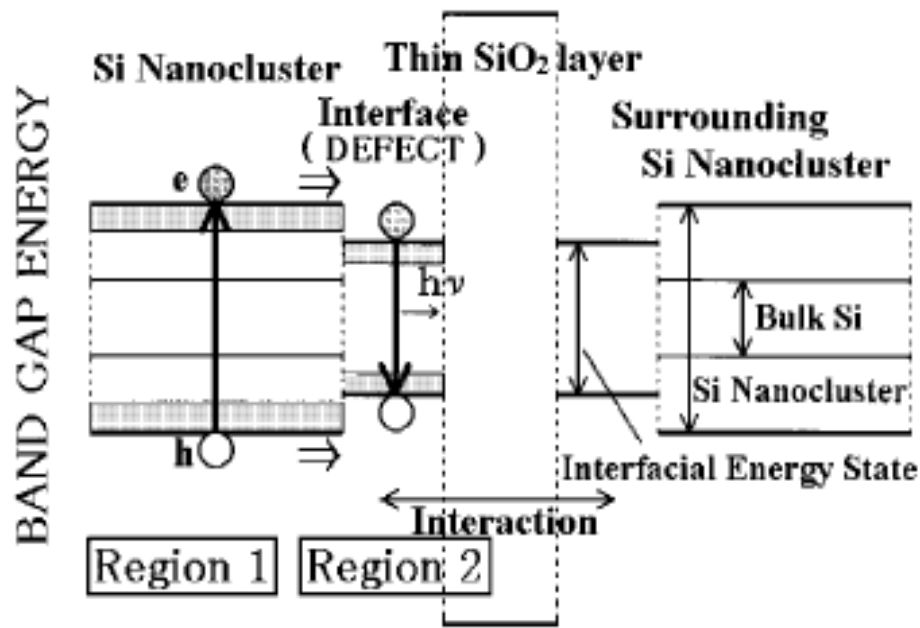 BAND GAP ENERGY
Si Nanocluster
Thin SiO₂ layer
Interface
( DEFECT )
Surrounding
Si Nanocluster
e
hν
Bulk Si
Si Nanocluster
h
Interfacial Energy State
Interaction
Region 1
Region 2